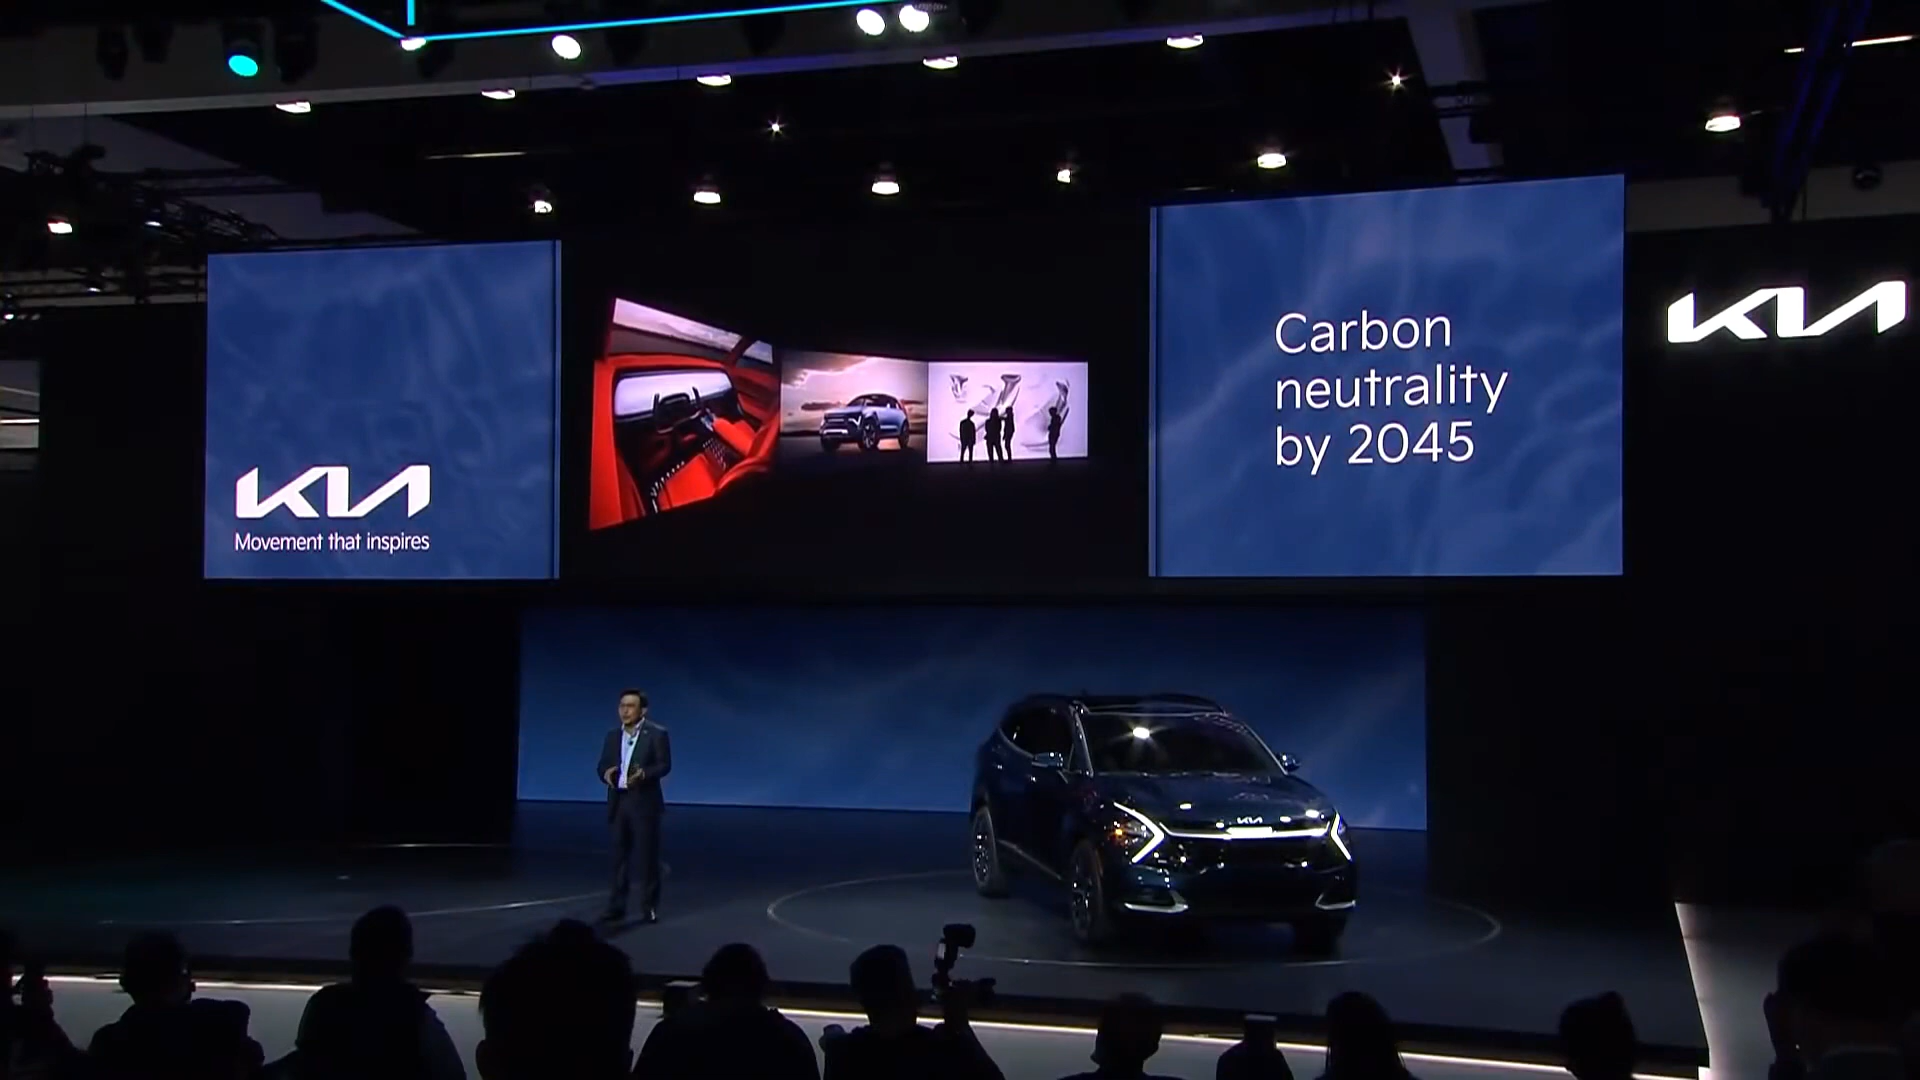 KIA
Movement that inspires
Carbon
neutrality
by 2045
KIA
KIA